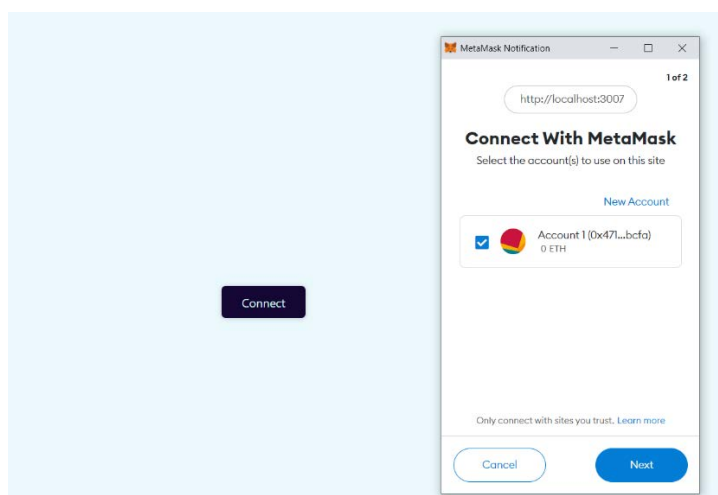 MetaMask Notification
1 of 2
http://localhost:3007
Connect With MetaMask
Select the account(s) to use on this site
New Account
Account 1 (0x471...bcfa)
0 ETH
Connect
Only connect with sites you trust. Learn more
Cancel
Next